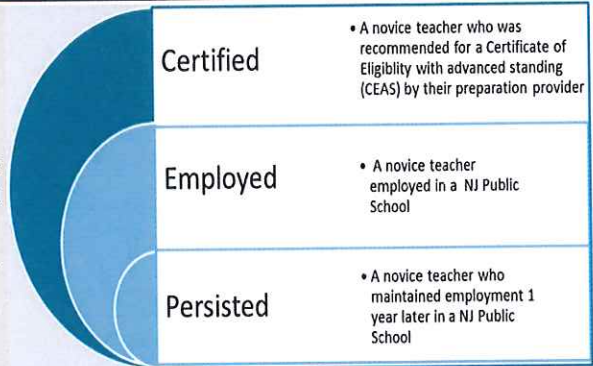 Certified
• A novice teacher who was
recommended for a Certificate of
Eligiblity with advanced standing
(CEAS) by their preparation provider
Employed
• A novice teacher
employed in a NJ Public
School
Persisted
• A novice teacher who
maintained employment 1
year later in a NJ Public
School